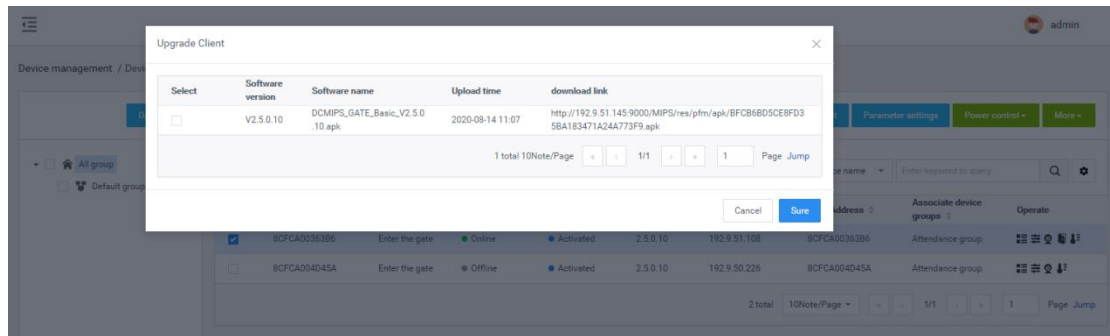 admin
Upgrade Client
Device management / Devi
Select Software version Software name Upload time download link
V2.5.0.10 DCMIPS_GATE_Basic_V2.5.0.10.apk 2020-08-14 11:07 http://192.9.51.145:9000/MIPS/res/pfm/apk/BFCB6BD5CE8FD35BA183471A24A773F9.apk
Parameter settings Power control More
1 total 10Note/Page « ‹ 1/1 › » 1 Page Jump
All group
ce name Enter keyword to query
Default group
Cancel Sure
Address Associate device groups Operate
8CFCA00363B6 Enter the gate Online Activated 2.5.0.10 192.9.51.108 8CFCA00363B6 Attendance group
8CFCA004D45A Enter the gate Offline Activated 2.5.0.10 192.9.50.226 8CFCA004D45A Attendance group
2 total 10Note/Page « ‹ 1/1 › » 1 Page Jump